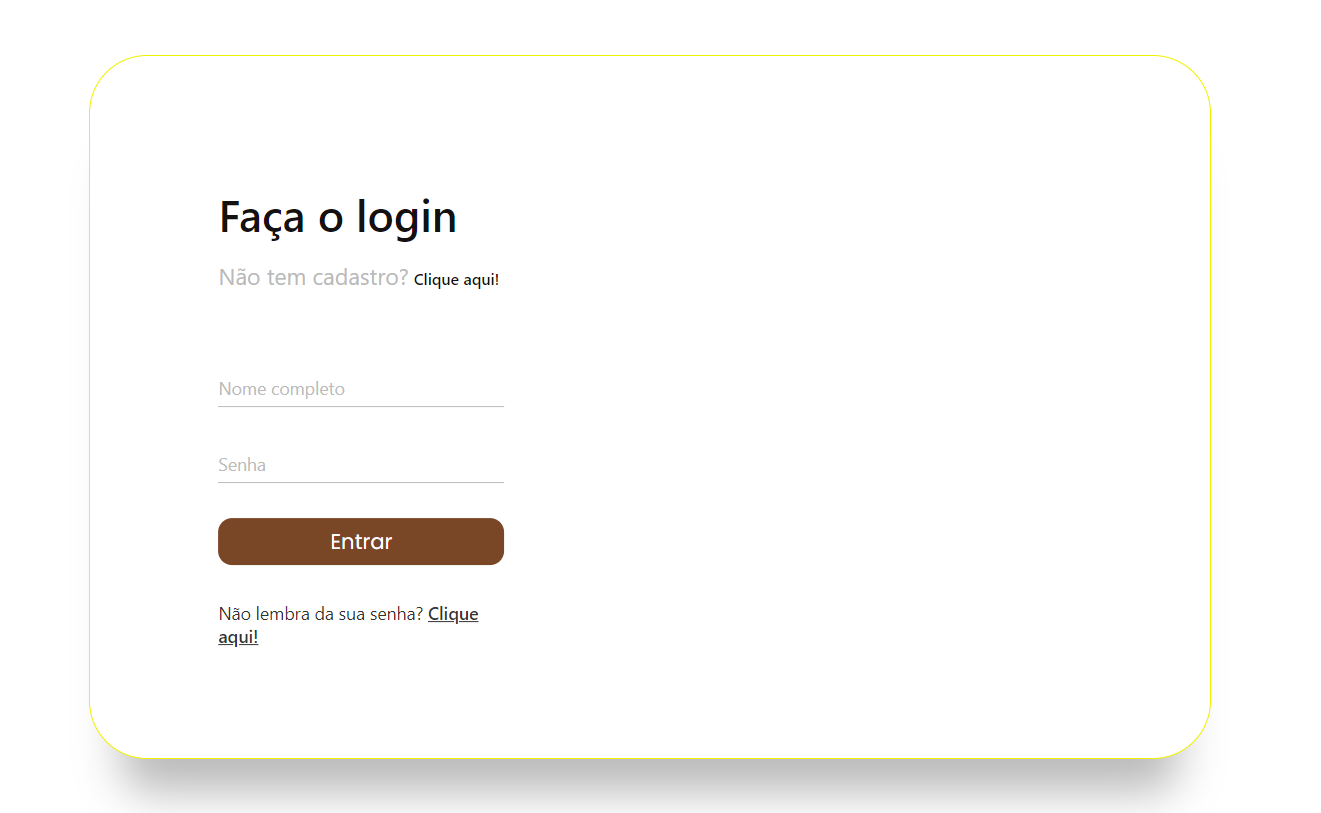 Faça o login
Não tem cadastro? Clique aqui!
Nome completo
Senha
Entrar
Não lembra da sua senha? Clique
aqui!